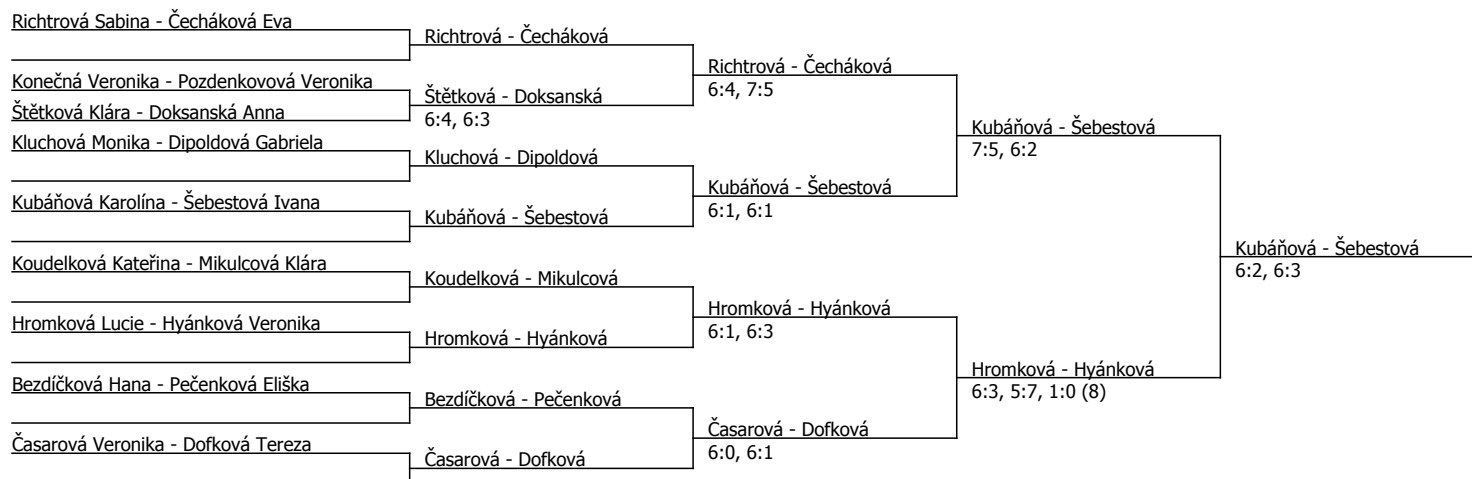 Richtrová Sabina - Čecháková Eva
Konečná Veronika - Pozdenkovová Veronika
Štětková Klára - Doksanská Anna
Kluchová Monika - Dipoldová Gabriela
Kubáňová Karolína - Šebestová Ivana
Koudelková Kateřina - Mikulcová Klára
Hromková Lucie - Hyánková Veronika
Bezdíčková Hana - Pečenková Eliška
Časarová Veronika - Dofková Tereza
Richtrová - Čecháková
Štětková - Doksanská
6:4, 6:3
Kluchová - Dipoldová
Kubáňová - Šebestová
Koudelková - Mikulcová
Hromková - Hyánková
Bezdíčková - Pečenková
Časarová - Dofková
Richtrová - Čecháková
6:4, 7:5
Kubáňová - Šebestová
6:1, 6:1
Hromková - Hyánková
6:1, 6:3
Časarová - Dofková
6:0, 6:1
Kubáňová - Šebestová
7:5, 6:2
Hromková - Hyánková
6:3, 5:7, 1:0 (8)
Kubáňová - Šebestová
6:2, 6:3